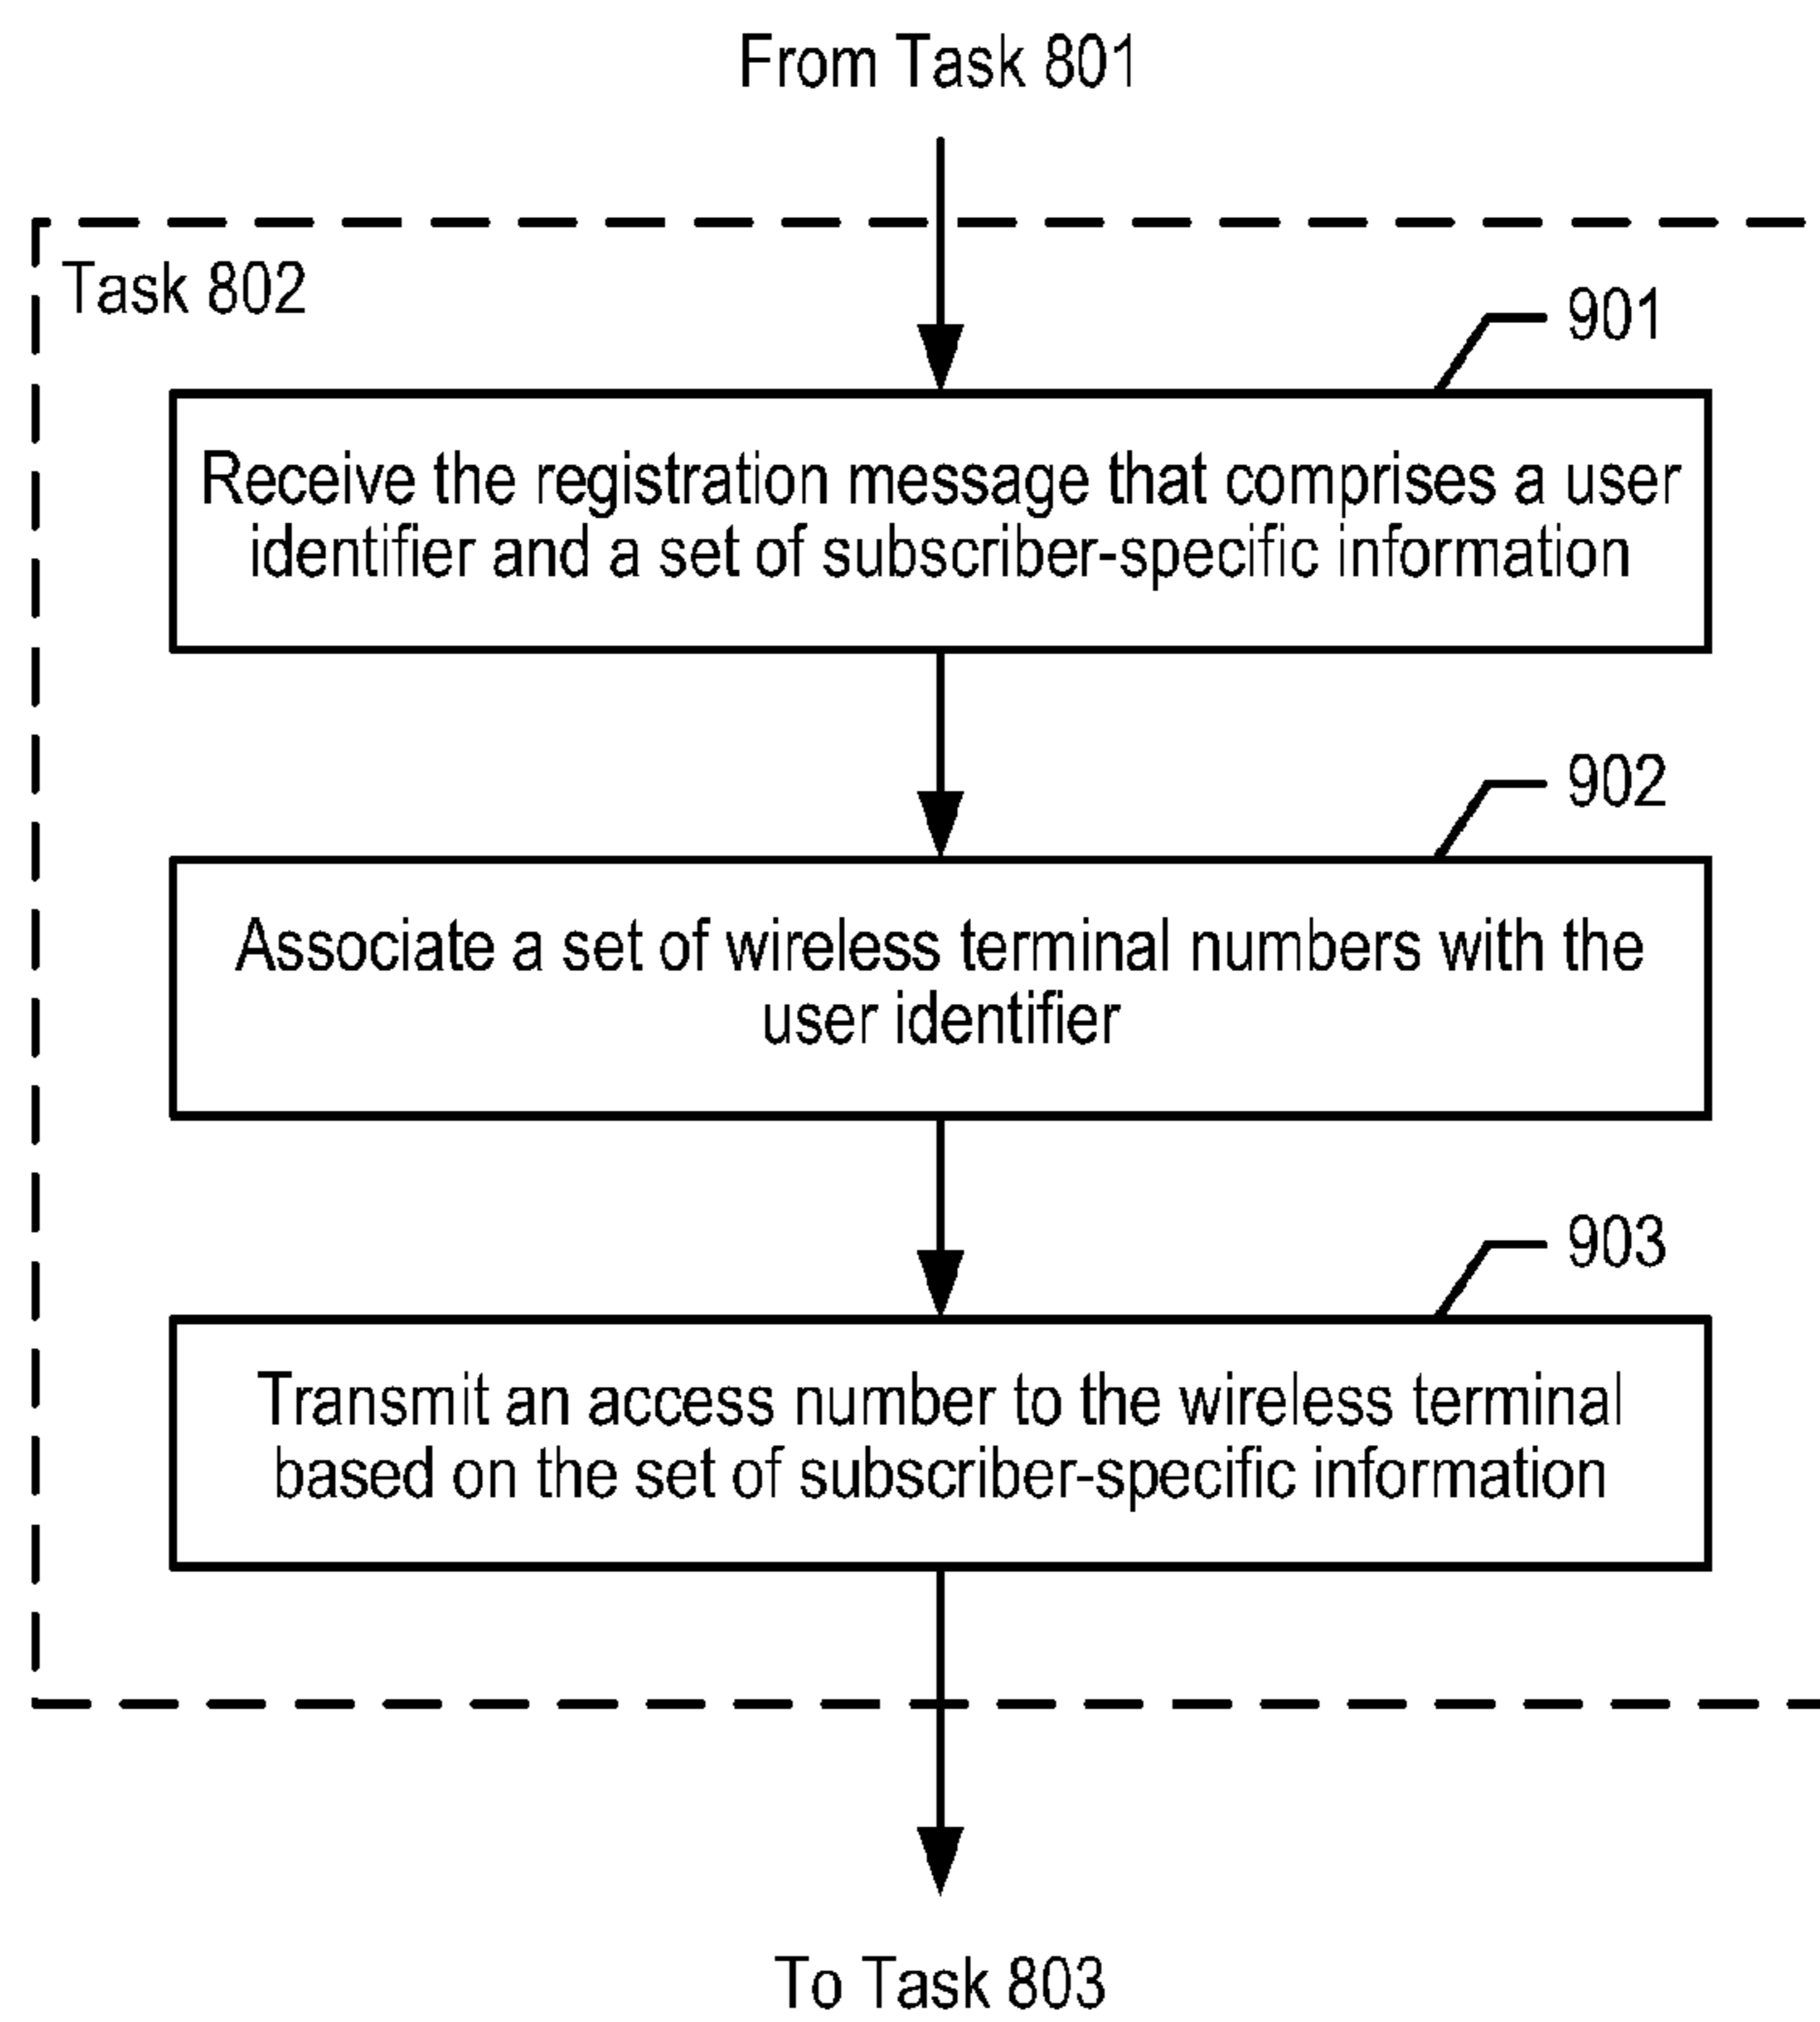 From Task 801
Task 802
901
Receive the registration message that comprises a user
identifier and a set of subscriber-specific information
902
Associate a set of wireless terminal numbers with the
user identifier
903
Transmit an access number to the wireless terminal
based on the set of subscriber-specific information
To Task 803